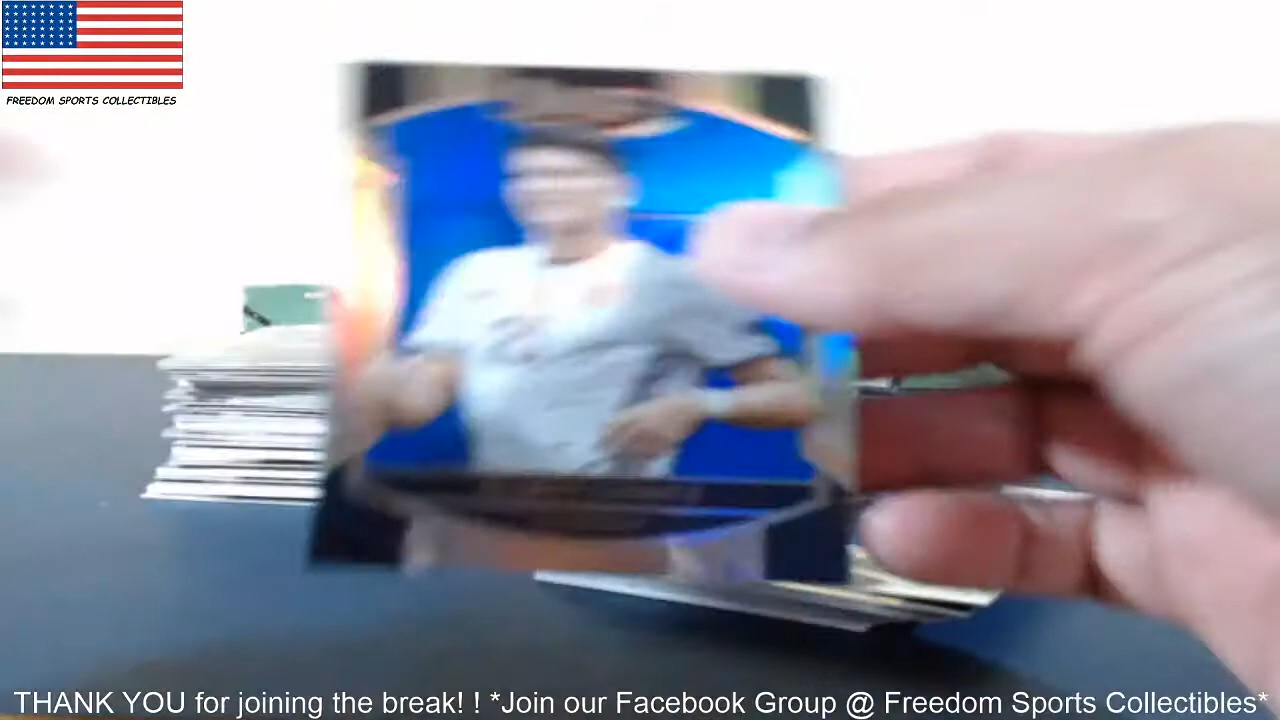 FREEDOM SPORTS COLLECTIBLES
THANK YOU for joining the break! ! *Join our Facebook Group @ Freedom Sports Collectibles*